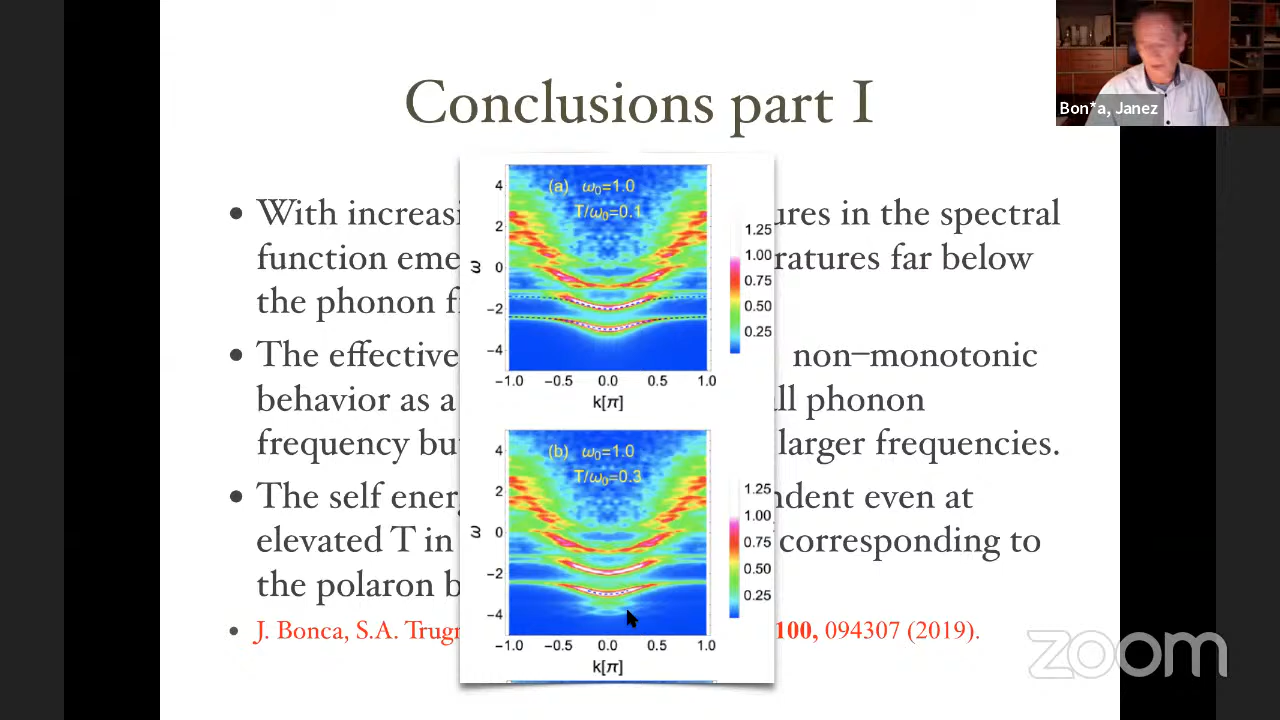 Conclusions part I
Bon*a, Janez
• With increasi ures in the spectral
function eme ratures far below
the phonon f
• The effective non-monotonic
behavior as a ll phonon
frequency bu larger frequencies.
• The self ener ndent even at
elevated T in corresponding to
the polaron b
• J. Bonca, S.A. Trugm 100, 094307 (2019).
(a) ω₀=1.0
T/ω₀=0.1
4
2
0
−2
−4
ω
−1.0 −0.5 0.0 0.5 1.0
k[π]
1.25
1.00
0.75
0.50
0.25
(b) ω₀=1.0
T/ω₀=0.3
4
2
0
−2
−4
ω
−1.0 −0.5 0.0 0.5 1.0
k[π]
1.25
1.00
0.75
0.50
0.25
zoom